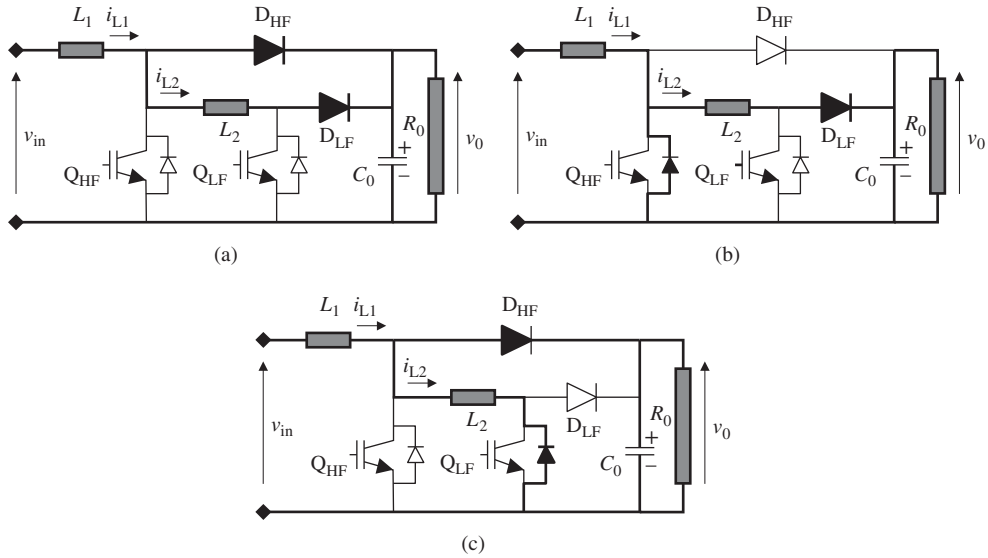 L1 iL1 DHF
iL2
vin L2 DLF R0 v0
QHF QLF C0 + −
(a)
L1 iL1 DHF
iL2
vin L2 DLF R0 v0
QHF QLF C0 + −
(b)
L1 iL1 DHF
iL2
vin L2 DLF R0 v0
QHF QLF C0 + −
(c)